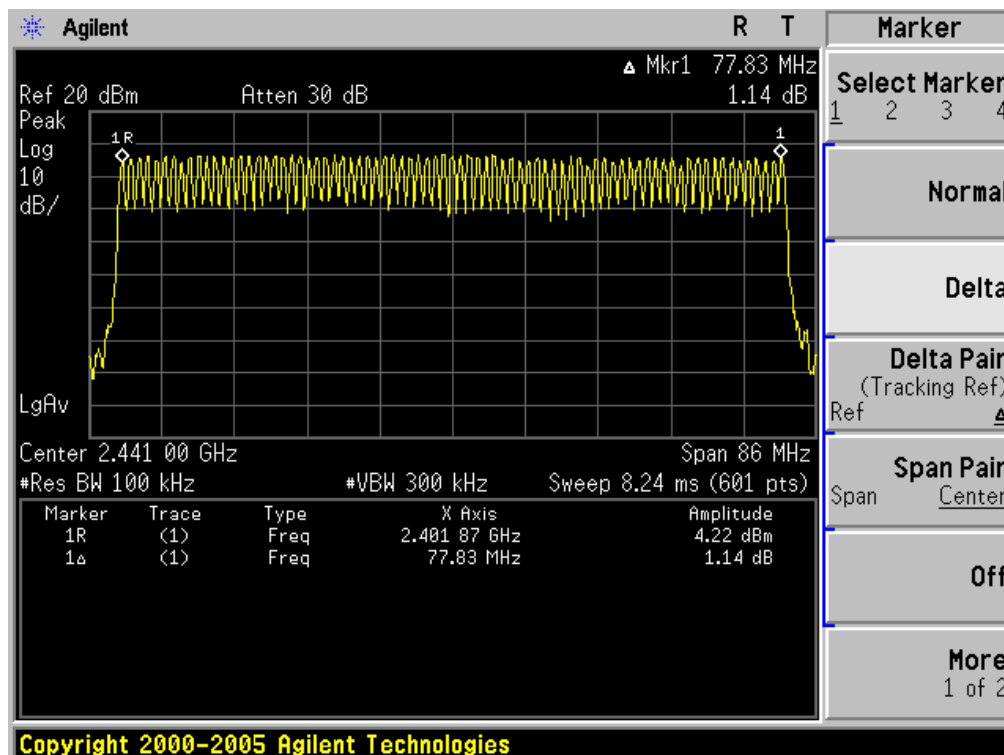 Agilent R T
Δ Mkr1 77.83 MHz
Ref 20 dBm Atten 30 dB 1.14 dB
Peak
Log
10
dB/
1R
1
LgAv
Center 2.441 00 GHz Span 86 MHz
#Res BW 100 kHz #VBW 300 kHz Sweep 8.24 ms (601 pts)
Marker Trace Type X Axis Amplitude
1R (1) Freq 2.401 87 GHz 4.22 dBm
1Δ (1) Freq 77.83 MHz 1.14 dB
Copyright 2000-2005 Agilent Technologies
Marker
Select Marker
1 2 3 4
Normal
Delta
Delta Pair
(Tracking Ref)
Ref Δ
Span Pair
Span Center
Off
More
1 of 2